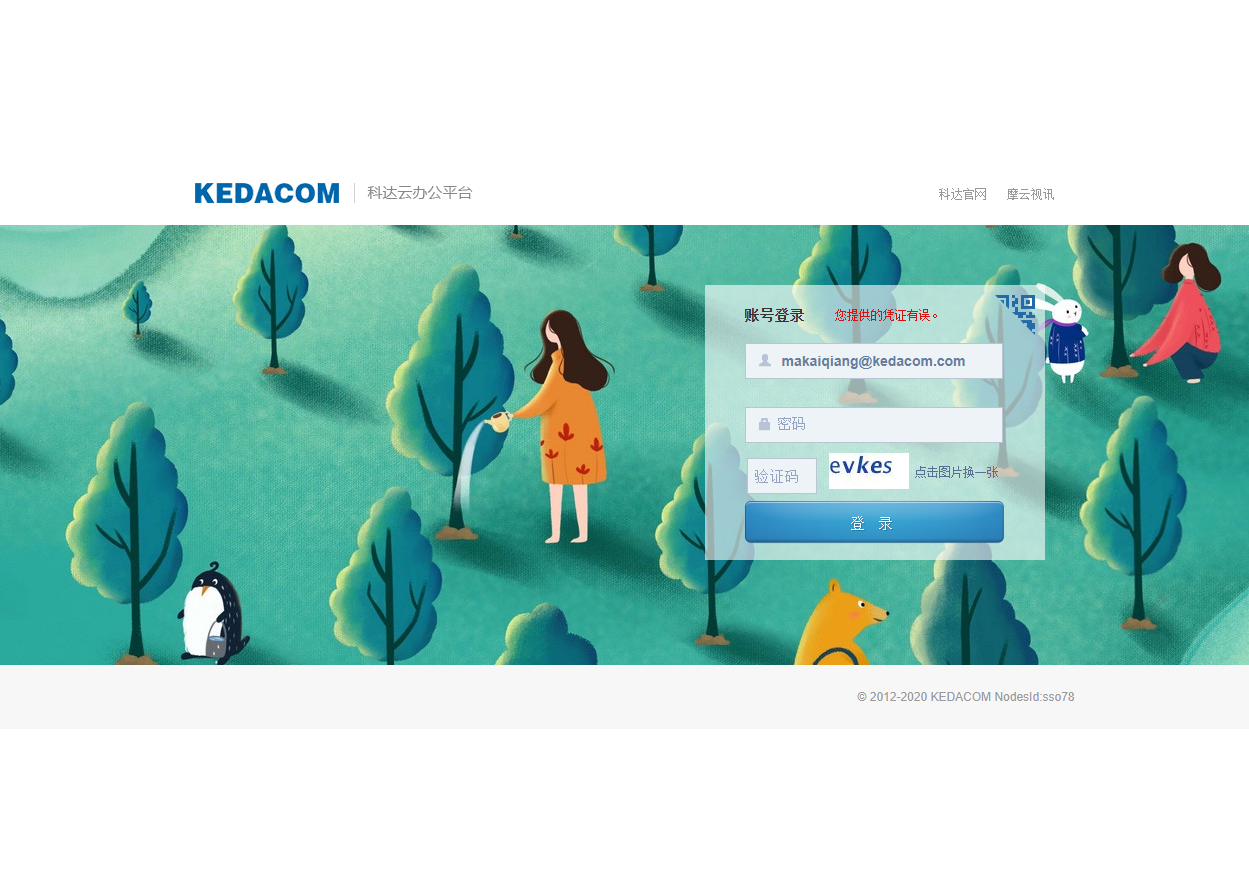 KEDACOM 科达云办公平台
科达官网 摩云视讯
账号登录 您提供的凭证有误。
makaiqiang@kedacom.com
密码
验证码 evkes 点击图片换一张
登 录
© 2012-2020 KEDACOM NodesId:sso78